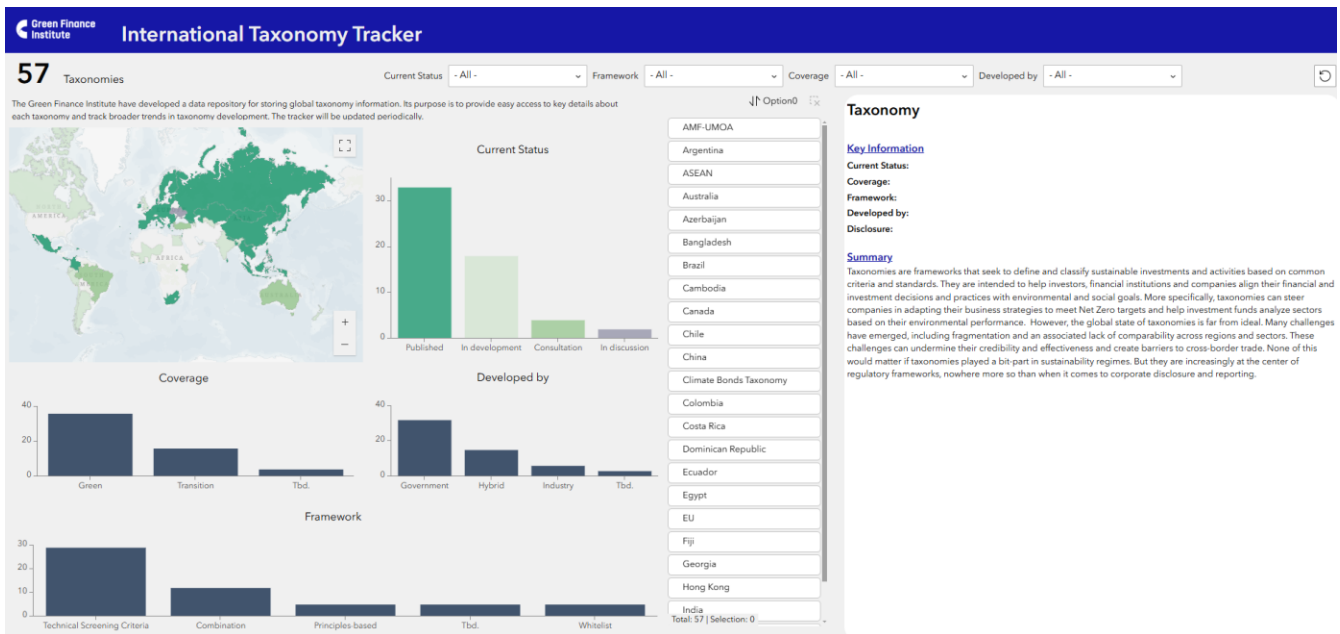 Green Finance
Institute
International Taxonomy Tracker
57 Taxonomies
Current Status - All -
Framework - All -
Coverage - All -
Developed by - All -
The Green Finance Institute have developed a data repository for storing global taxonomy information. Its purpose is to provide easy access to key details about
each taxonomy and track broader trends in taxonomy development. The tracker will be updated periodically.
AMERICA
AFRICA
+
−
Current Status
30
20
10
0
Published
In development
Consultation
In discussion
Coverage
40
20
0
Green
Transition
Tbd.
Developed by
40
20
0
Government
Hybrid
Industry
Tbd.
Framework
30
20
10
0
Technical Screening Criteria
Combination
Principles-based
Tbd.
Whitelist
Option0
AMF-UMOA
Argentina
ASEAN
Australia
Azerbaijan
Bangladesh
Brazil
Cambodia
Canada
Chile
China
Climate Bonds Taxonomy
Colombia
Costa Rica
Dominican Republic
Ecuador
Egypt
EU
Fiji
Georgia
Hong Kong
India
Total: 57 | Selection: 0
Taxonomy
Key Information
Current Status:
Coverage:
Framework:
Developed by:
Disclosure:
Summary
Taxonomies are frameworks that seek to define and classify sustainable investments and activities based on common
criteria and standards. They are intended to help investors, financial institutions and companies align their financial and
investment decisions and practices with environmental and social goals. More specifically, taxonomies can steer
companies in adapting their business strategies to meet Net Zero targets and help investment funds analyze sectors
based on their environmental performance. However, the global state of taxonomies is far from ideal. Many challenges
have emerged, including fragmentation and an associated lack of comparability across regions and sectors. These
challenges can undermine their credibility and effectiveness and create barriers to cross-border trade. None of this
would matter if taxonomies played a bit-part in sustainability regimes. But they are increasingly at the center of
regulatory frameworks, nowhere more so than when it comes to corporate disclosure and reporting.